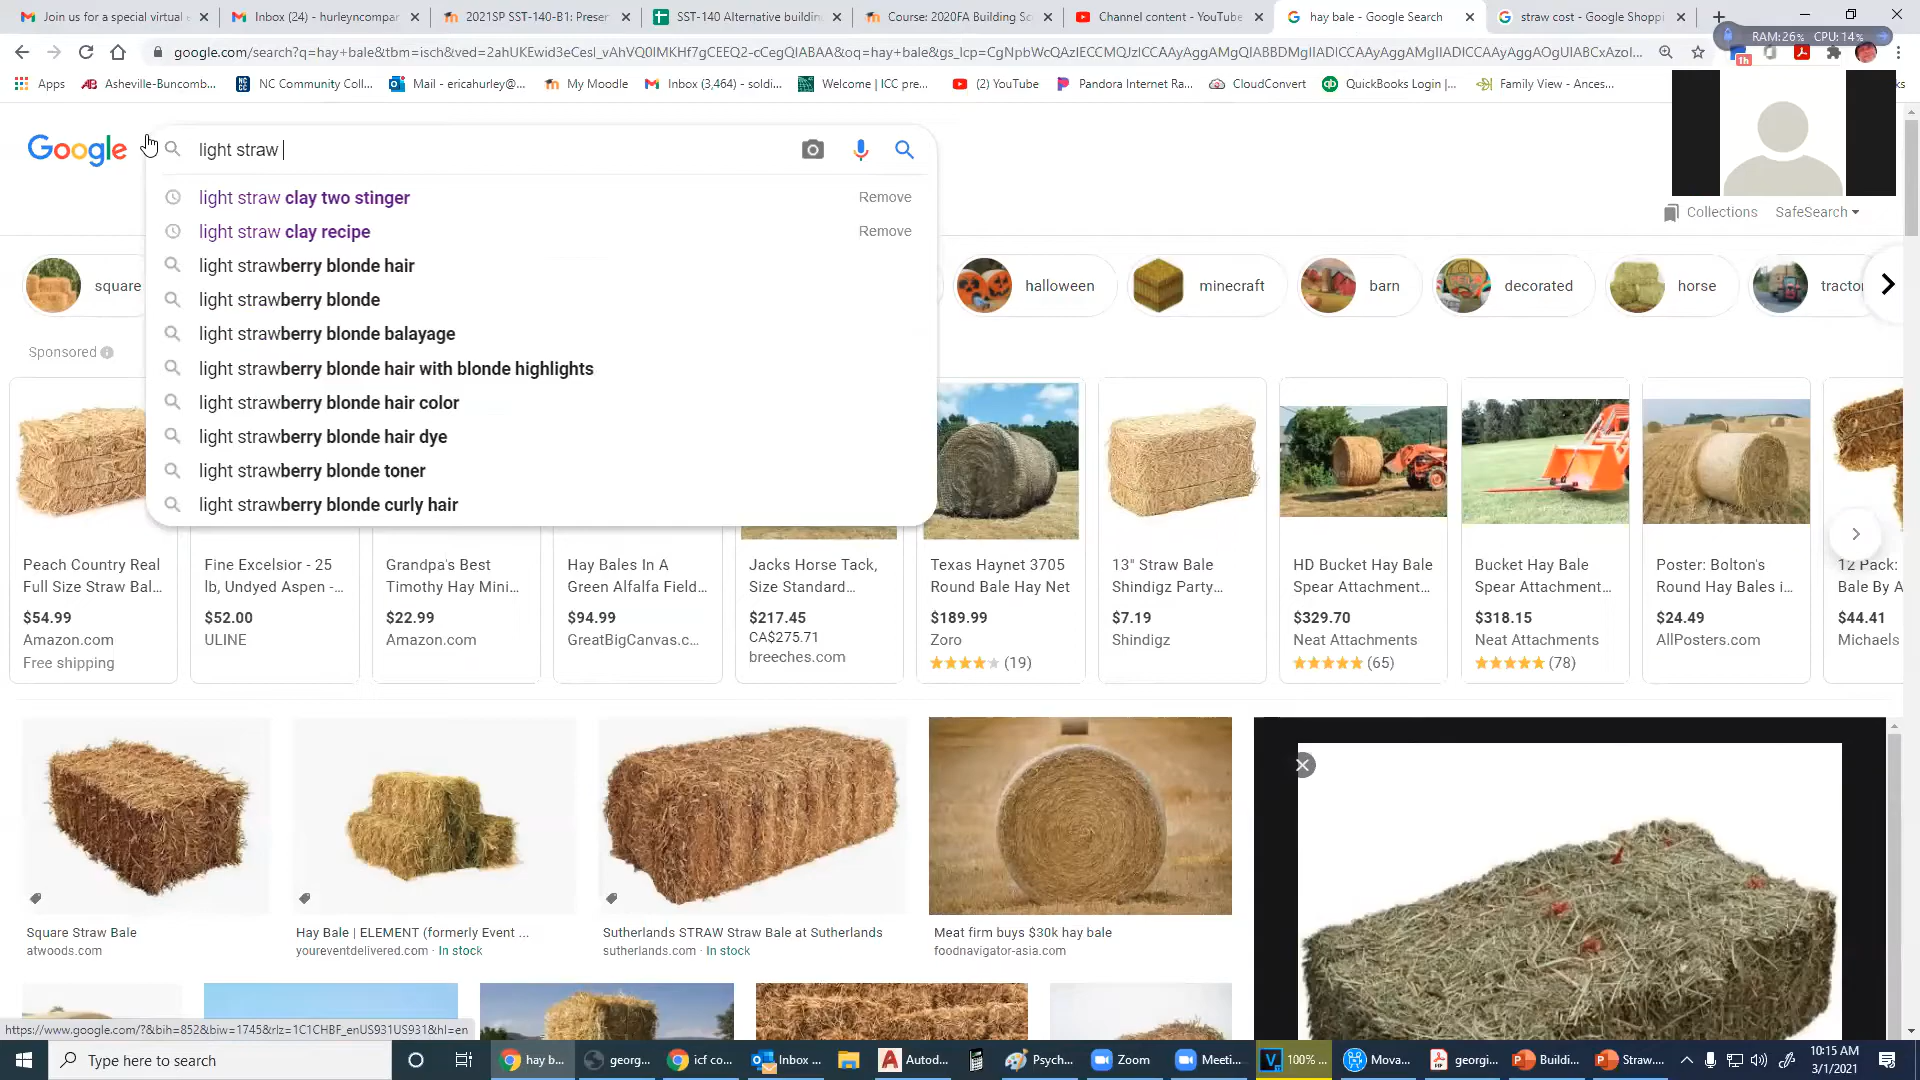 Join us for a special virtual e
Inbox (24) - hurleyncompar
2021SP SST-140-B1: Preser
SST-140 Alternative buildin
Course: 2020FA Building Sc
Channel content - YouTube
hay bale - Google Search
straw cost - Google Shoppi
RAM:26% CPU: 14%
google.com/search?q=hay+bale&tbm=isch&ved=2ahUKEwid3eCesl_vAhVQ0IMKHf7gCEEQ2-cCegQIABAA&oq=hay+bale&gs_lcp=CgNpbWcQAzIECCMQJzICCAAyAggAMgQIABBDMgIIADICCAAyAggAMgIIADICCAAyAggAOgUIABCxAzoI...
1h
Apps
Asheville-Buncomb...
NC Community Coll...
Mail - ericahurley@...
My Moodle
Inbox (3,464) - soldi...
Welcome | ICC pre...
(2) YouTube
Pandora Internet Ra...
CloudConvert
QuickBooks Login |...
Family View - Ances...
ks
Google
light straw
light straw clay two stinger
Remove
light straw clay recipe
Remove
light strawberry blonde hair
light strawberry blonde
light strawberry blonde balayage
light strawberry blonde hair with blonde highlights
light strawberry blonde hair color
light strawberry blonde hair dye
light strawberry blonde toner
light strawberry blonde curly hair
Collections
SafeSearch
square
halloween
minecraft
barn
decorated
horse
tractor
Sponsored
Peach Country Real
Full Size Straw Bal...
$54.99
Amazon.com
Free shipping
Fine Excelsior - 25
lb, Undyed Aspen -...
$52.00
ULINE
Grandpa's Best
Timothy Hay Mini...
$22.99
Amazon.com
Hay Bales In A
Green Alfalfa Field...
$94.99
GreatBigCanvas.c...
Jacks Horse Tack,
Size Standard...
$217.45
CA$275.71
breeches.com
Texas Haynet 3705
Round Bale Hay Net
$189.99
Zoro
(19)
13" Straw Bale
Shindigz Party...
$7.19
Shindigz
HD Bucket Hay Bale
Spear Attachment...
$329.70
Neat Attachments
(65)
Bucket Hay Bale
Spear Attachment...
$318.15
Neat Attachments
(78)
Poster: Bolton's
Round Hay Bales i...
$24.49
AllPosters.com
12 Pack:
Bale By A
$44.41
Michaels
Square Straw Bale
atwoods.com
Hay Bale | ELEMENT (formerly Event ...
youreventdelivered.com · In stock
Sutherlands STRAW Straw Bale at Sutherlands
sutherlands.com · In stock
Meat firm buys $30k hay bale
foodnavigator-asia.com
https://www.google.com/?&bih=852&biw=1745&rlz=1C1CHBF_enUS931US931&hl=en
Type here to search
hay b...
georg...
icf co...
Inbox ...
Autod...
Psych...
Zoom
Meeti...
100% ...
Mova...
georgi...
Buildi...
Straw....
10:15 AM
3/1/2021